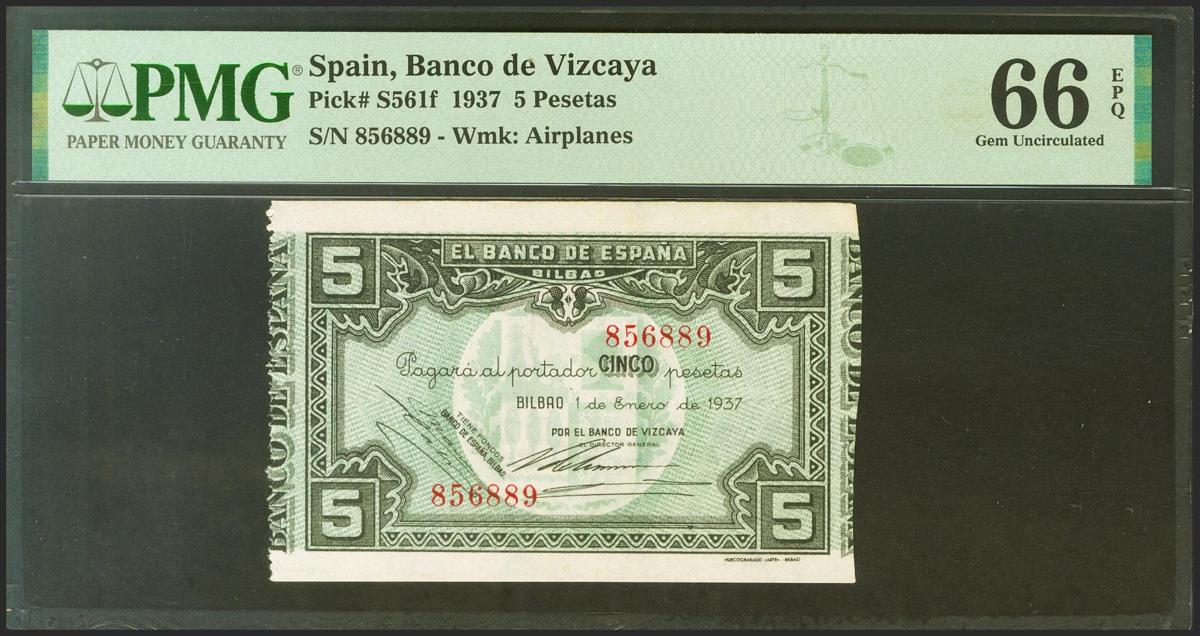 PMG®
PAPER MONEY GUARANTY
Spain, Banco de Vizcaya
Pick# S561f 1937 5 Pesetas
S/N 856889 - Wmk: Airplanes
66 EPQ
Gem Uncirculated
5 EL BANCO DE ESPAÑA 5
BILBAO
856889
Pagará al portador CINCO pesetas
BILBAO 1 de Enero de 1937
POR EL BANCO DE VIZCAYA
EL DIRECTOR GENERAL
TIENE FONDOS
BANCO DE ESPAÑA, BILBAO
856889
5 5
BANCO DE ESPAÑA
BANCO DE ESPAÑA
HUECOGRABADO «ARTE» - BILBAO